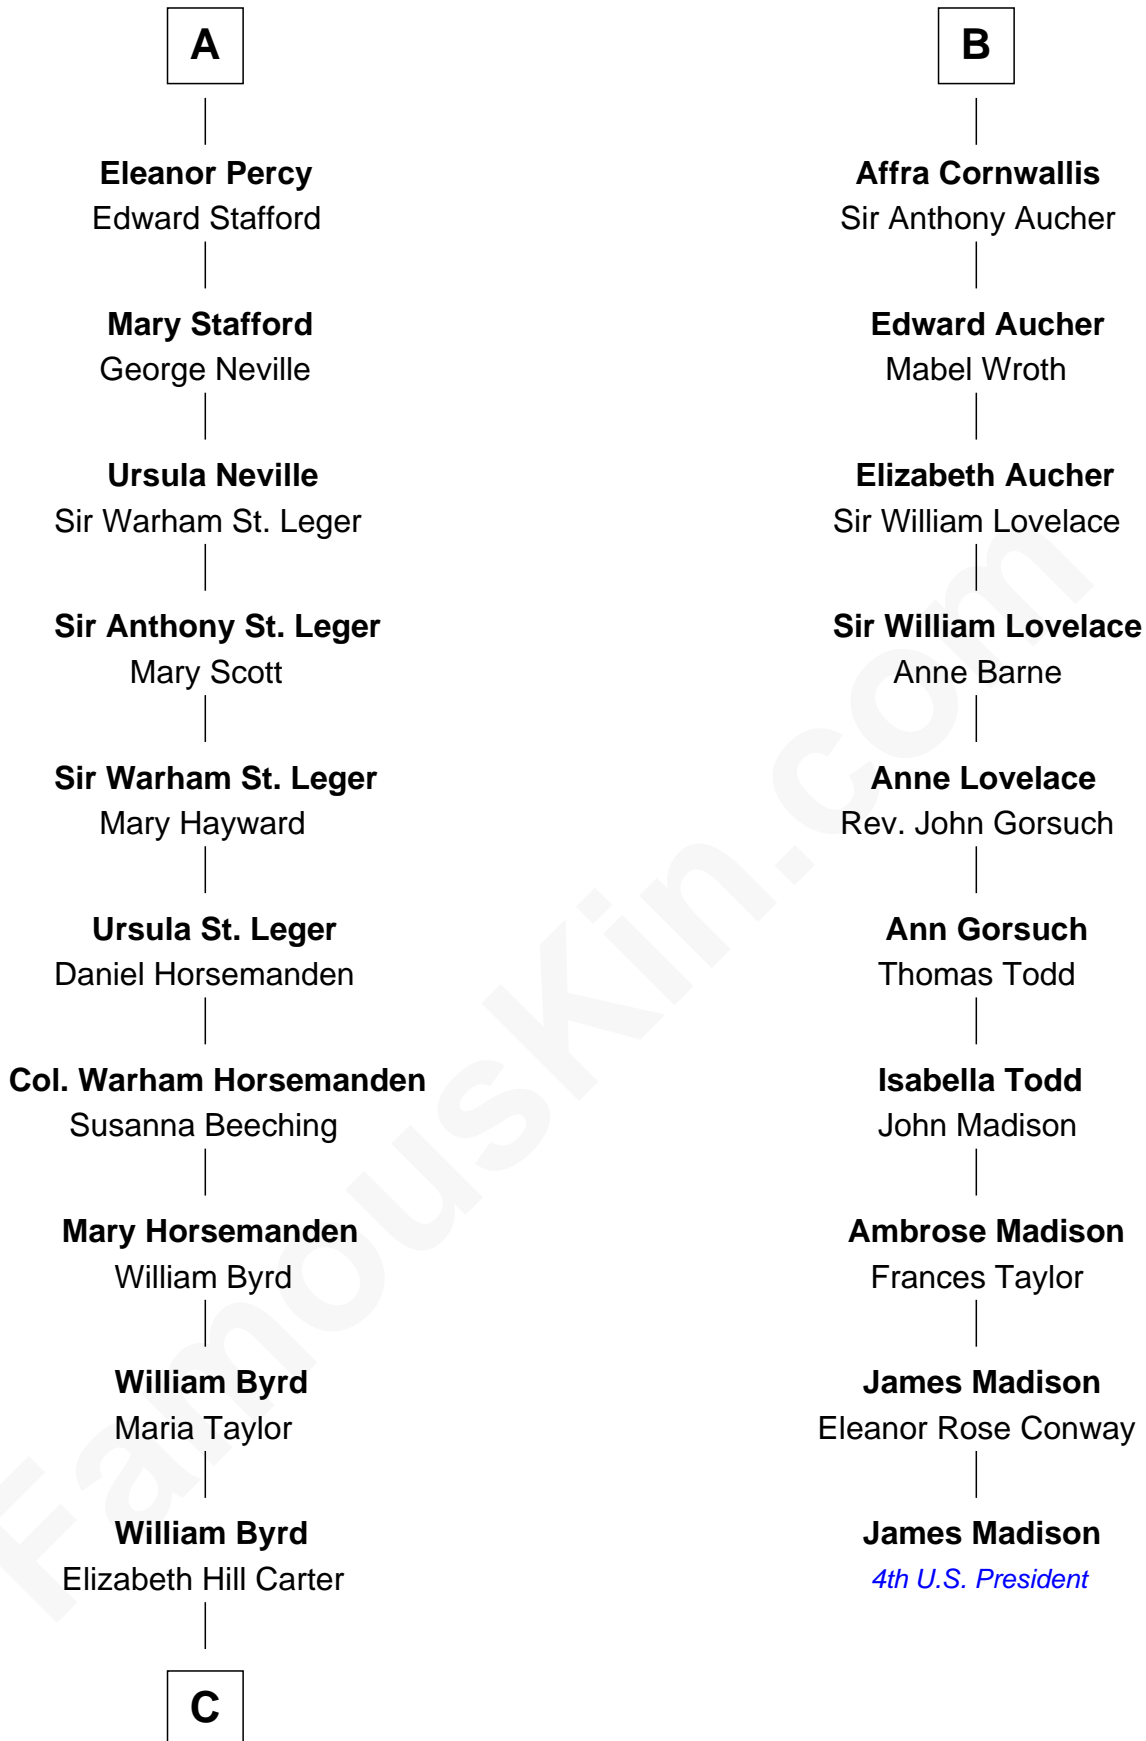 A
Eleanor Percy
Edward Stafford
Mary Stafford
George Neville
Ursula Neville
Sir Warham St. Leger
Sir Anthony St. Leger
Mary Scott
Sir Warham St. Leger
Mary Hayward
Ursula St. Leger
Daniel Horsemanden
Col. Warham Horsemanden
Susanna Beeching
Mary Horsemanden
William Byrd
William Byrd
Maria Taylor
William Byrd
Elizabeth Hill Carter
C
B
Affra Cornwallis
Sir Anthony Aucher
Edward Aucher
Mabel Wroth
Elizabeth Aucher
Sir William Lovelace
Sir William Lovelace
Anne Barne
Anne Lovelace
Rev. John Gorsuch
Ann Gorsuch
Thomas Todd
Isabella Todd
John Madison
Ambrose Madison
Frances Taylor
James Madison
Eleanor Rose Conway
James Madison
4th U.S. President
FamousKin.com